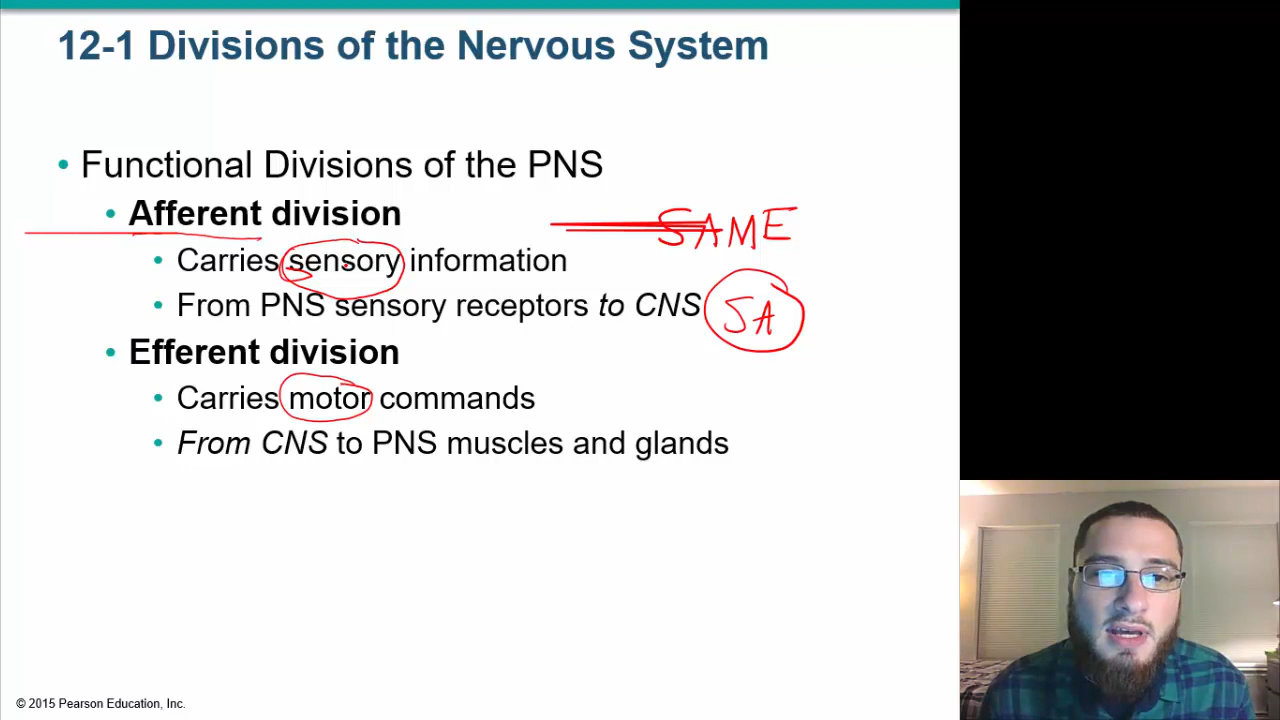 12-1 Divisions of the Nervous System
• Functional Divisions of the PNS
• Afferent division
SAME
• Carries sensory information
• From PNS sensory receptors to CNS
SA
• Efferent division
• Carries motor commands
• From CNS to PNS muscles and glands
© 2015 Pearson Education, Inc.